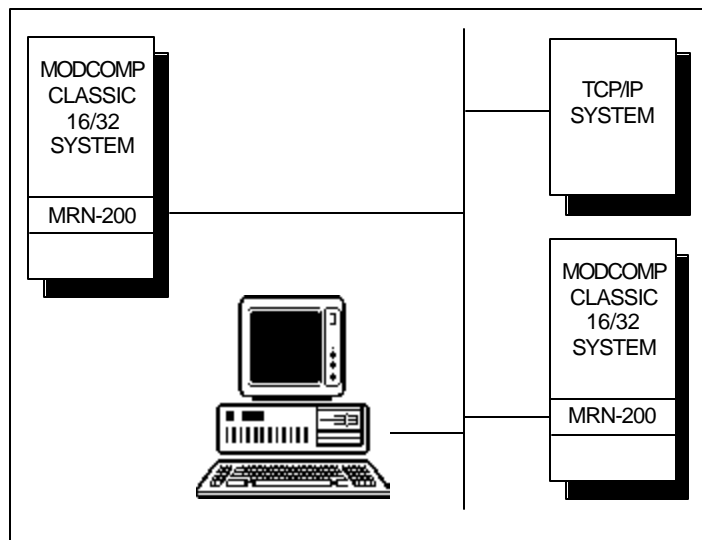 MODCOMP
CLASSIC
16/32
SYSTEM
MRN-200
TCP/IP
SYSTEM
MODCOMP
CLASSIC
16/32
SYSTEM
MRN-200